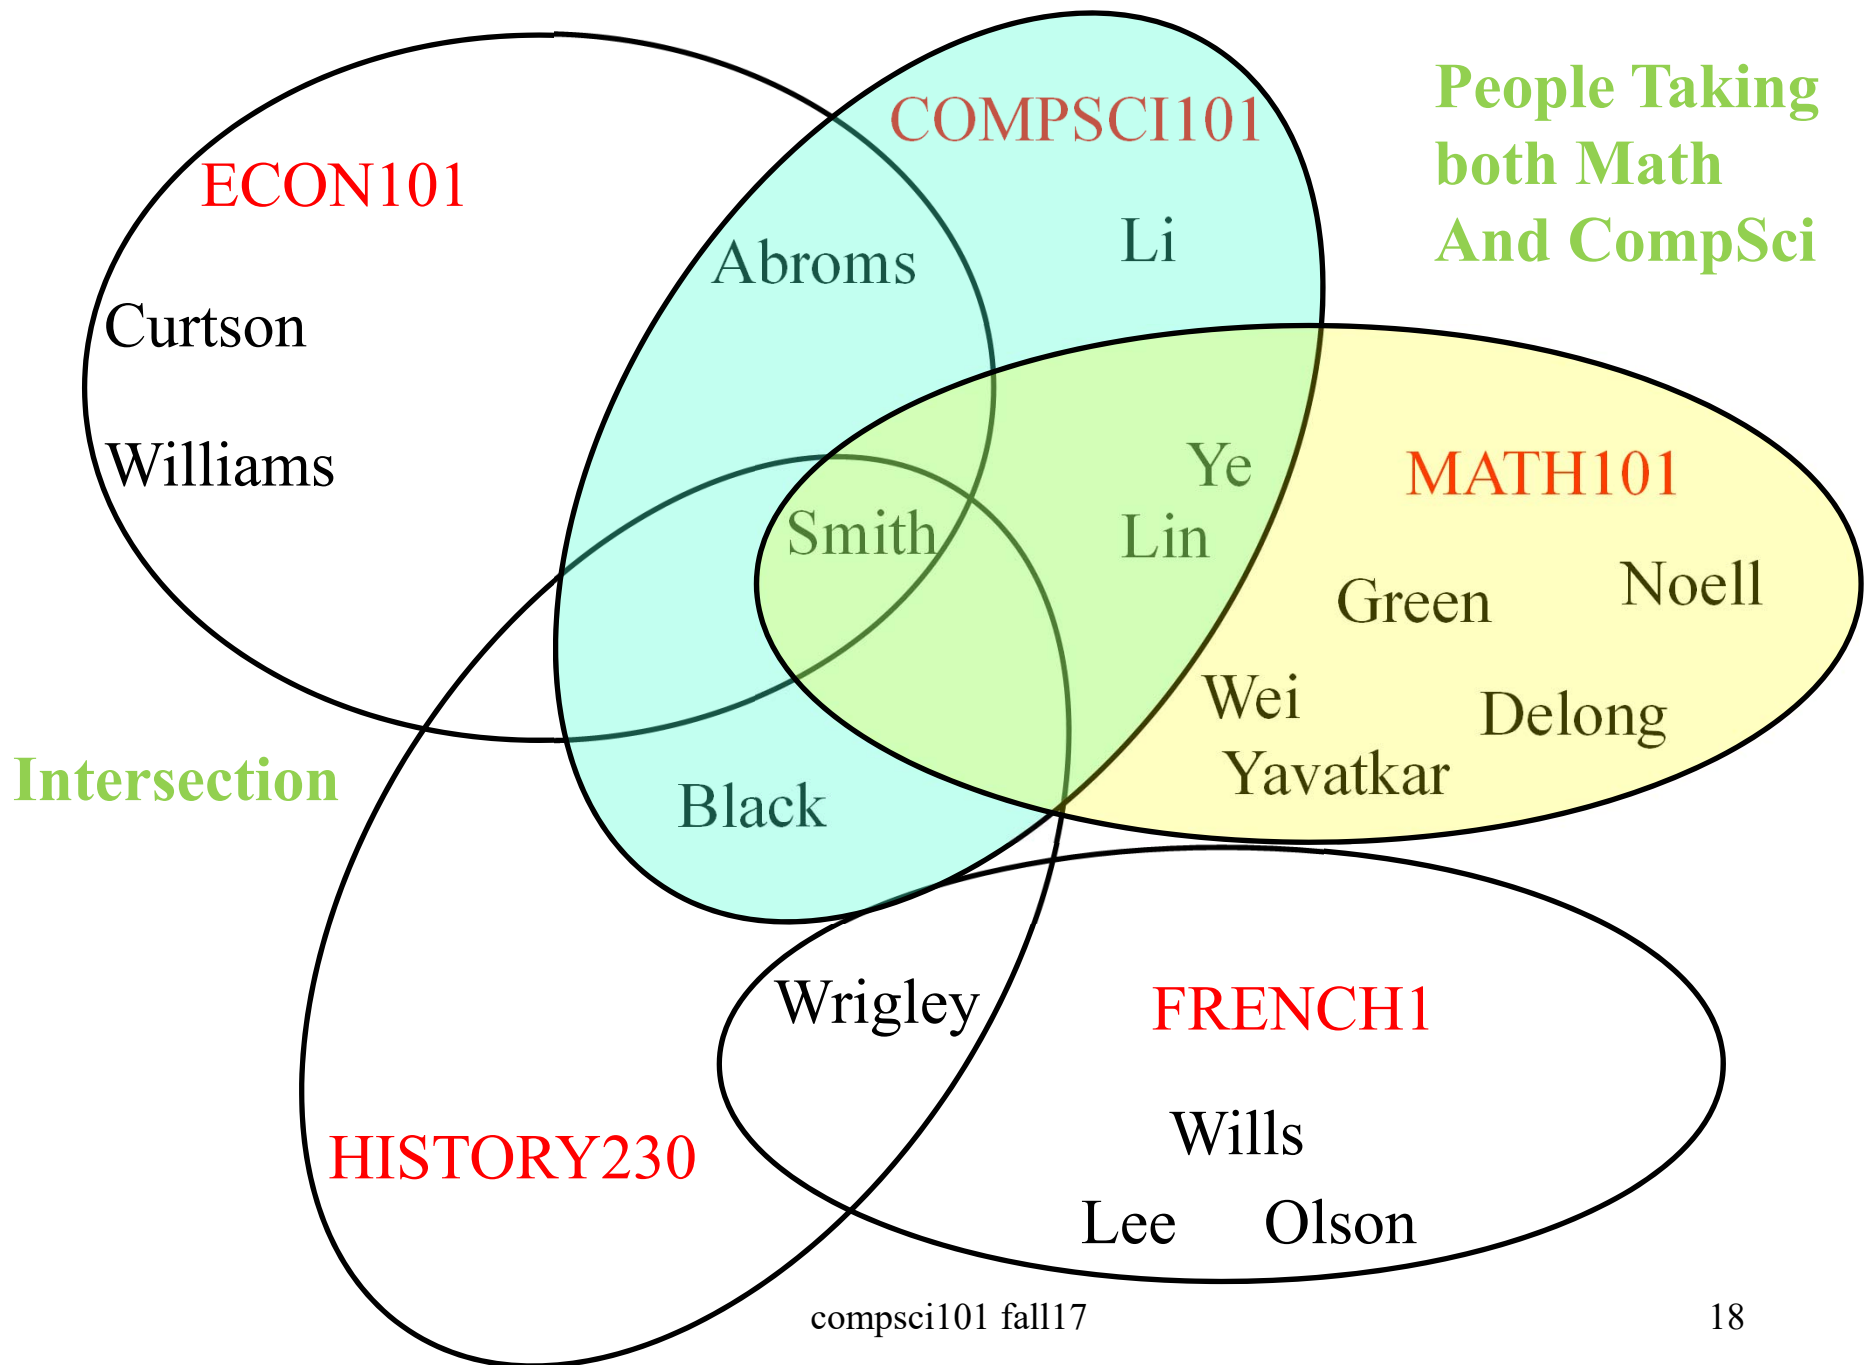 People Taking
both Math
And CompSci
COMPSCI101
ECON101
Abroms
Li
Curtson
Williams
Ye
MATH101
Smith
Lin
Green
Noell
Wei
Delong
Yavatkar
Intersection
Black
Wrigley
FRENCH1
HISTORY230
Wills
Lee
Olson
compsci101 fall17
18